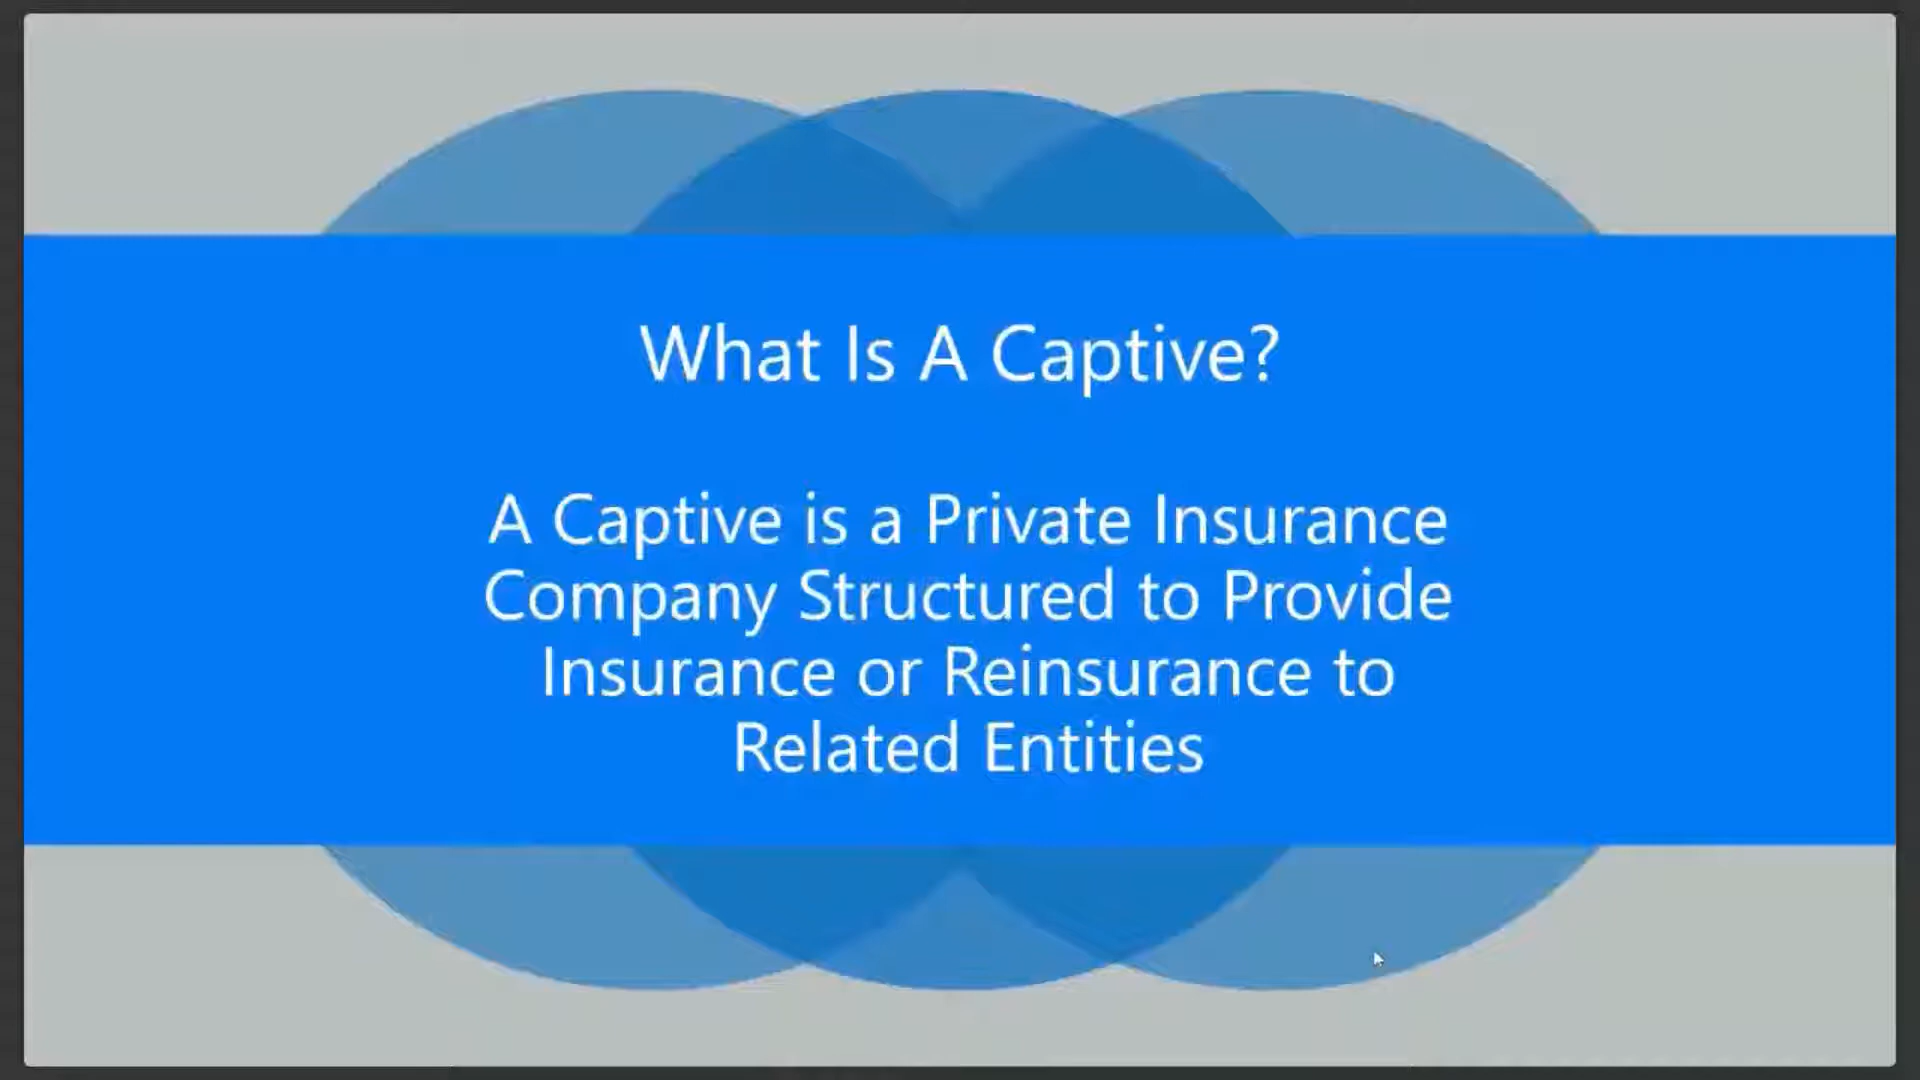 What Is A Captive?
A Captive is a Private Insurance
Company Structured to Provide
Insurance or Reinsurance to
Related Entities